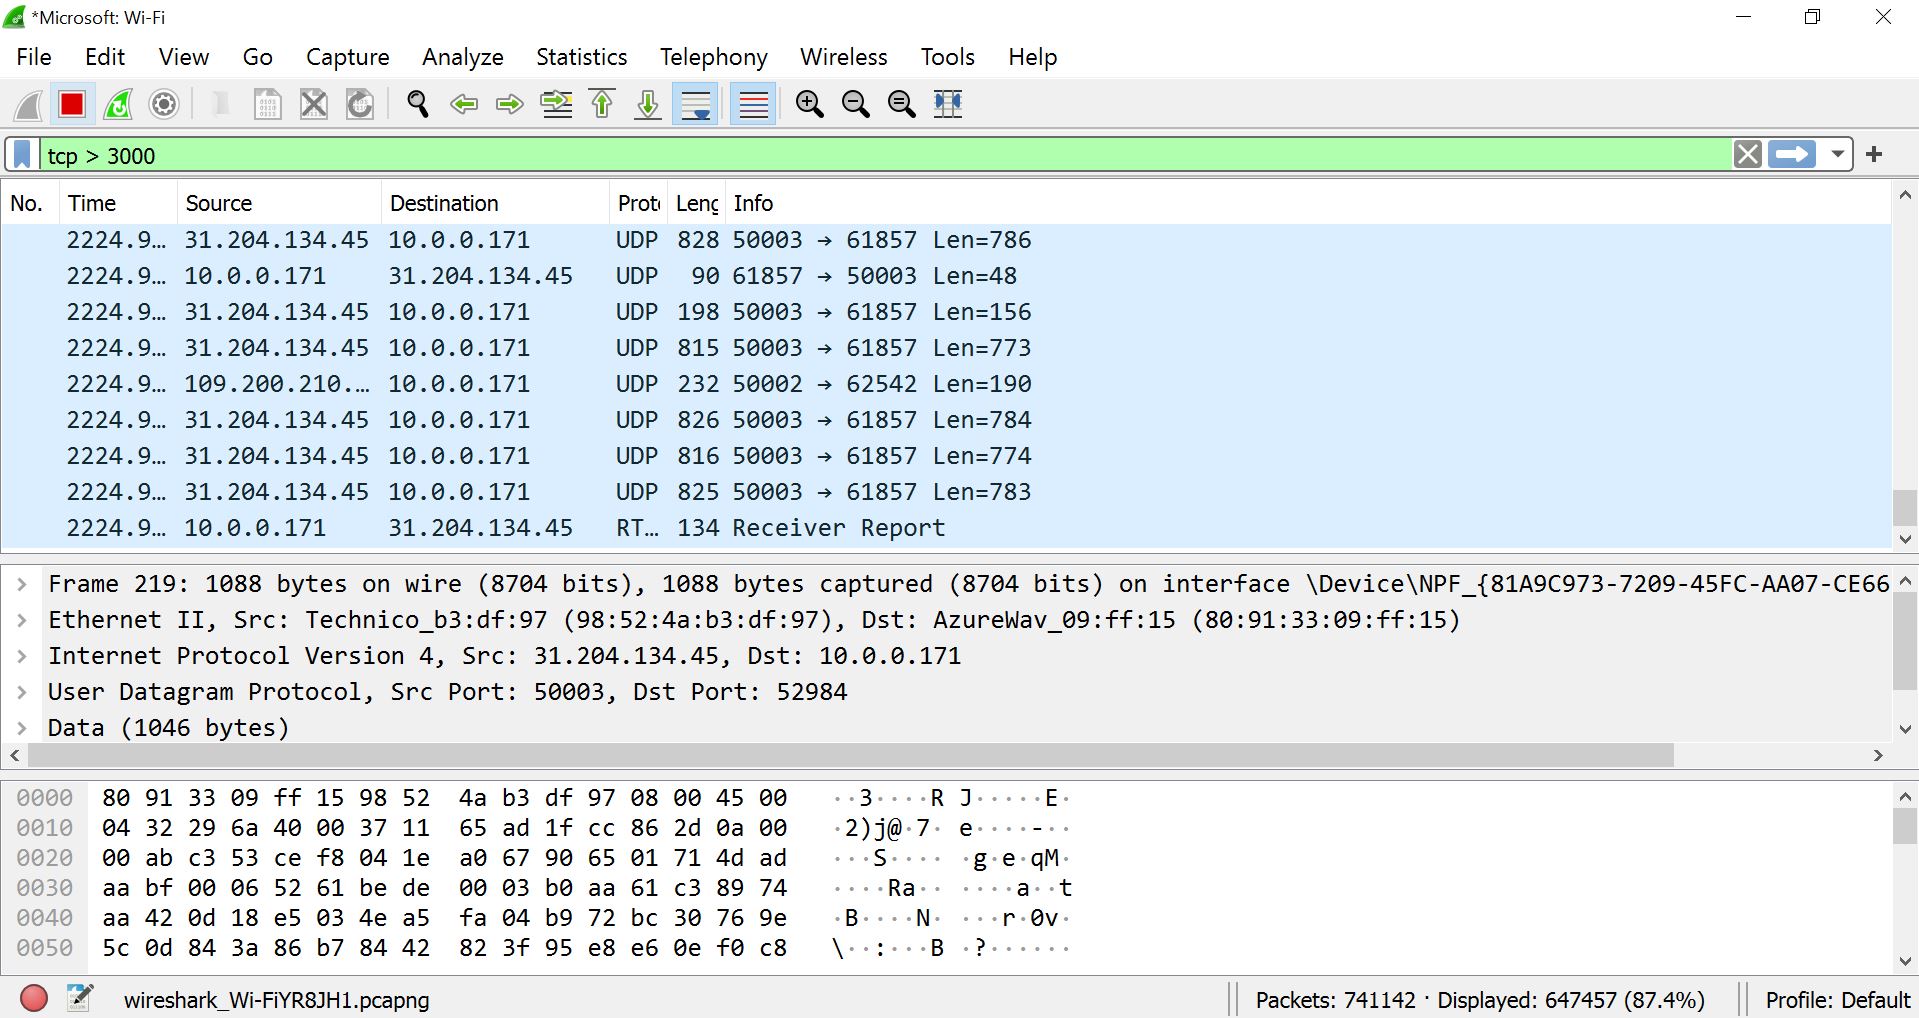 *Microsoft: Wi-Fi
File Edit View Go Capture Analyze Statistics Telephony Wireless Tools Help
tcp > 3000
No. Time Source Destination Prot Leng Info
2224.9… 31.204.134.45 10.0.0.171 UDP 828 50003 → 61857 Len=786
2224.9… 10.0.0.171 31.204.134.45 UDP 90 61857 → 50003 Len=48
2224.9… 31.204.134.45 10.0.0.171 UDP 198 50003 → 61857 Len=156
2224.9… 31.204.134.45 10.0.0.171 UDP 815 50003 → 61857 Len=773
2224.9… 109.200.210.… 10.0.0.171 UDP 232 50002 → 62542 Len=190
2224.9… 31.204.134.45 10.0.0.171 UDP 826 50003 → 61857 Len=784
2224.9… 31.204.134.45 10.0.0.171 UDP 816 50003 → 61857 Len=774
2224.9… 31.204.134.45 10.0.0.171 UDP 825 50003 → 61857 Len=783
2224.9… 10.0.0.171 31.204.134.45 RT… 134 Receiver Report
Frame 219: 1088 bytes on wire (8704 bits), 1088 bytes captured (8704 bits) on interface \Device\NPF_{81A9C973-7209-45FC-AA07-CE66
Ethernet II, Src: Technico_b3:df:97 (98:52:4a:b3:df:97), Dst: AzureWav_09:ff:15 (80:91:33:09:ff:15)
Internet Protocol Version 4, Src: 31.204.134.45, Dst: 10.0.0.171
User Datagram Protocol, Src Port: 50003, Dst Port: 52984
Data (1046 bytes)
0000 80 91 33 09 ff 15 98 52 4a b3 df 97 08 00 45 00 ··3····R J·····E·
0010 04 32 29 6a 40 00 37 11 65 ad 1f cc 86 2d 0a 00 ·2)j@·7· e····-··
0020 00 ab c3 53 ce f8 04 1e a0 67 90 65 01 71 4d ad ···S···· ·g·e·qM·
0030 aa bf 00 06 52 61 be de 00 03 b0 aa 61 c3 89 74 ····Ra·· ····a··t
0040 aa 42 0d 18 e5 03 4e a5 fa 04 b9 72 bc 30 76 9e ·B····N· ···r·0v·
0050 5c 0d 84 3a 86 b7 84 42 82 3f 95 e8 e6 0e f0 c8 \··:···B ·?······
wireshark_Wi-FiYR8JH1.pcapng Packets: 741142 · Displayed: 647457 (87.4%) Profile: Default